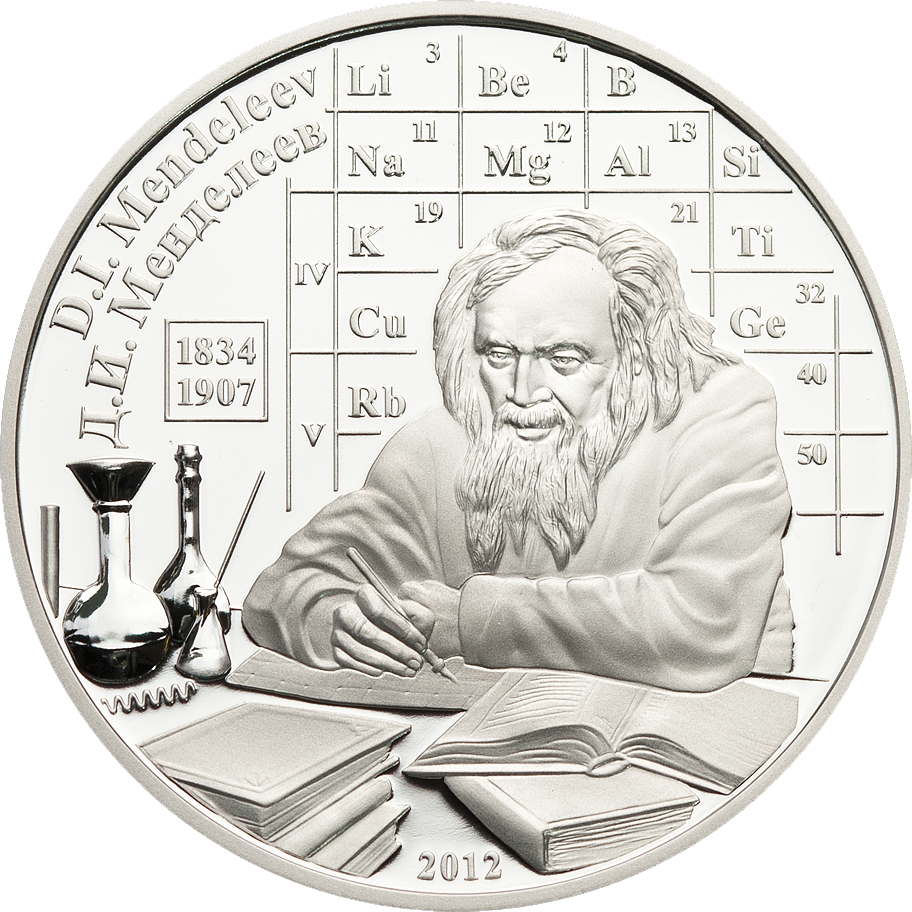 D.I. Mendeleev
Д.И. Менделеев
1834
1907
3 4
Li Be B
11 12 13
Na Mg Al Si
19 21
IV K Ti
32
Cu Ge
40
V Rb
50
2012